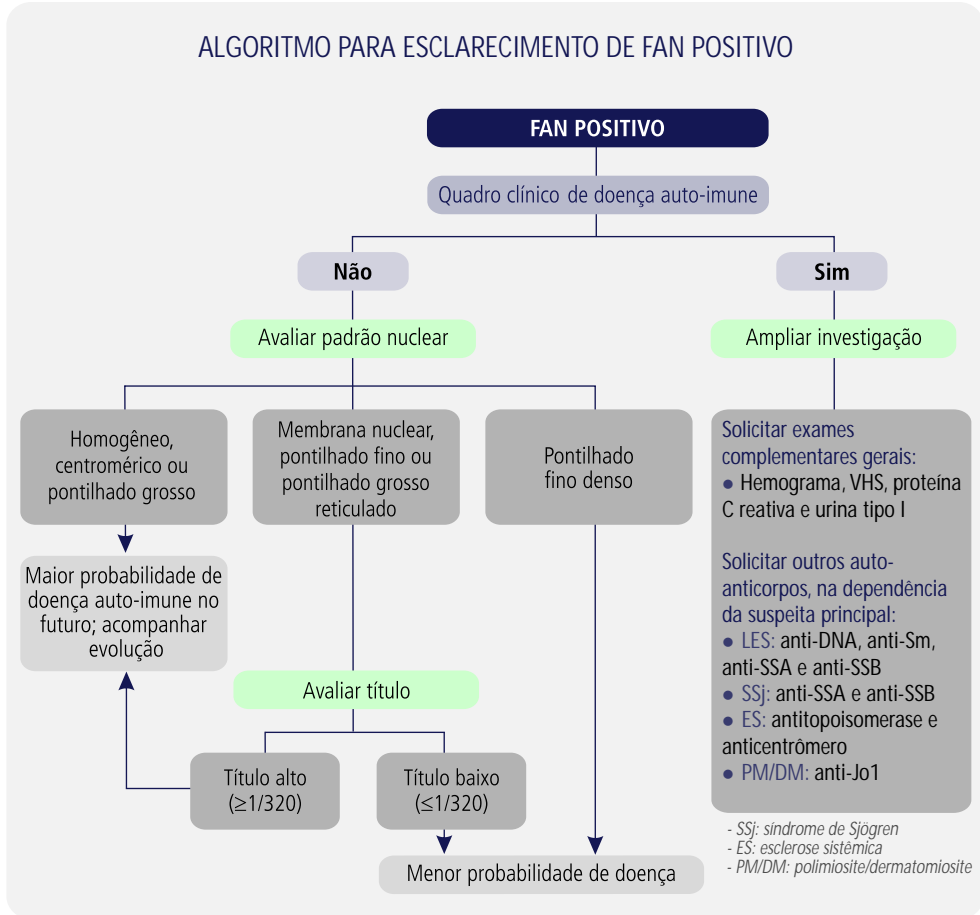 ALGORITMO PARA ESCLARECIMENTO DE FAN POSITIVO
FAN POSITIVO
Quadro clínico de doença auto-imune
Não
Sim
Avaliar padrão nuclear
Ampliar investigação
Homogêneo,
centromérico ou
pontilhado grosso
Membrana nuclear,
pontilhado fino ou
pontilhado grosso
reticulado
Pontilhado
fino denso
Maior probabilidade de
doença auto-imune no
futuro; acompanhar
evolução
Avaliar título
Título alto
(≥1/320)
Título baixo
(≤1/320)
Menor probabilidade de doença
Solicitar exames
complementares gerais:
● Hemograma, VHS, proteína
C reativa e urina tipo I
Solicitar outros auto-
anticorpos, na dependência
da suspeita principal:
● LES: anti-DNA, anti-Sm,
anti-SSA e anti-SSB
● SSj: anti-SSA e anti-SSB
● ES: antitopoisomerase e
anticentrômero
● PM/DM: anti-Jo1
- SSj: síndrome de Sjögren
- ES: esclerose sistêmica
- PM/DM: polimiosite/dermatomiosite